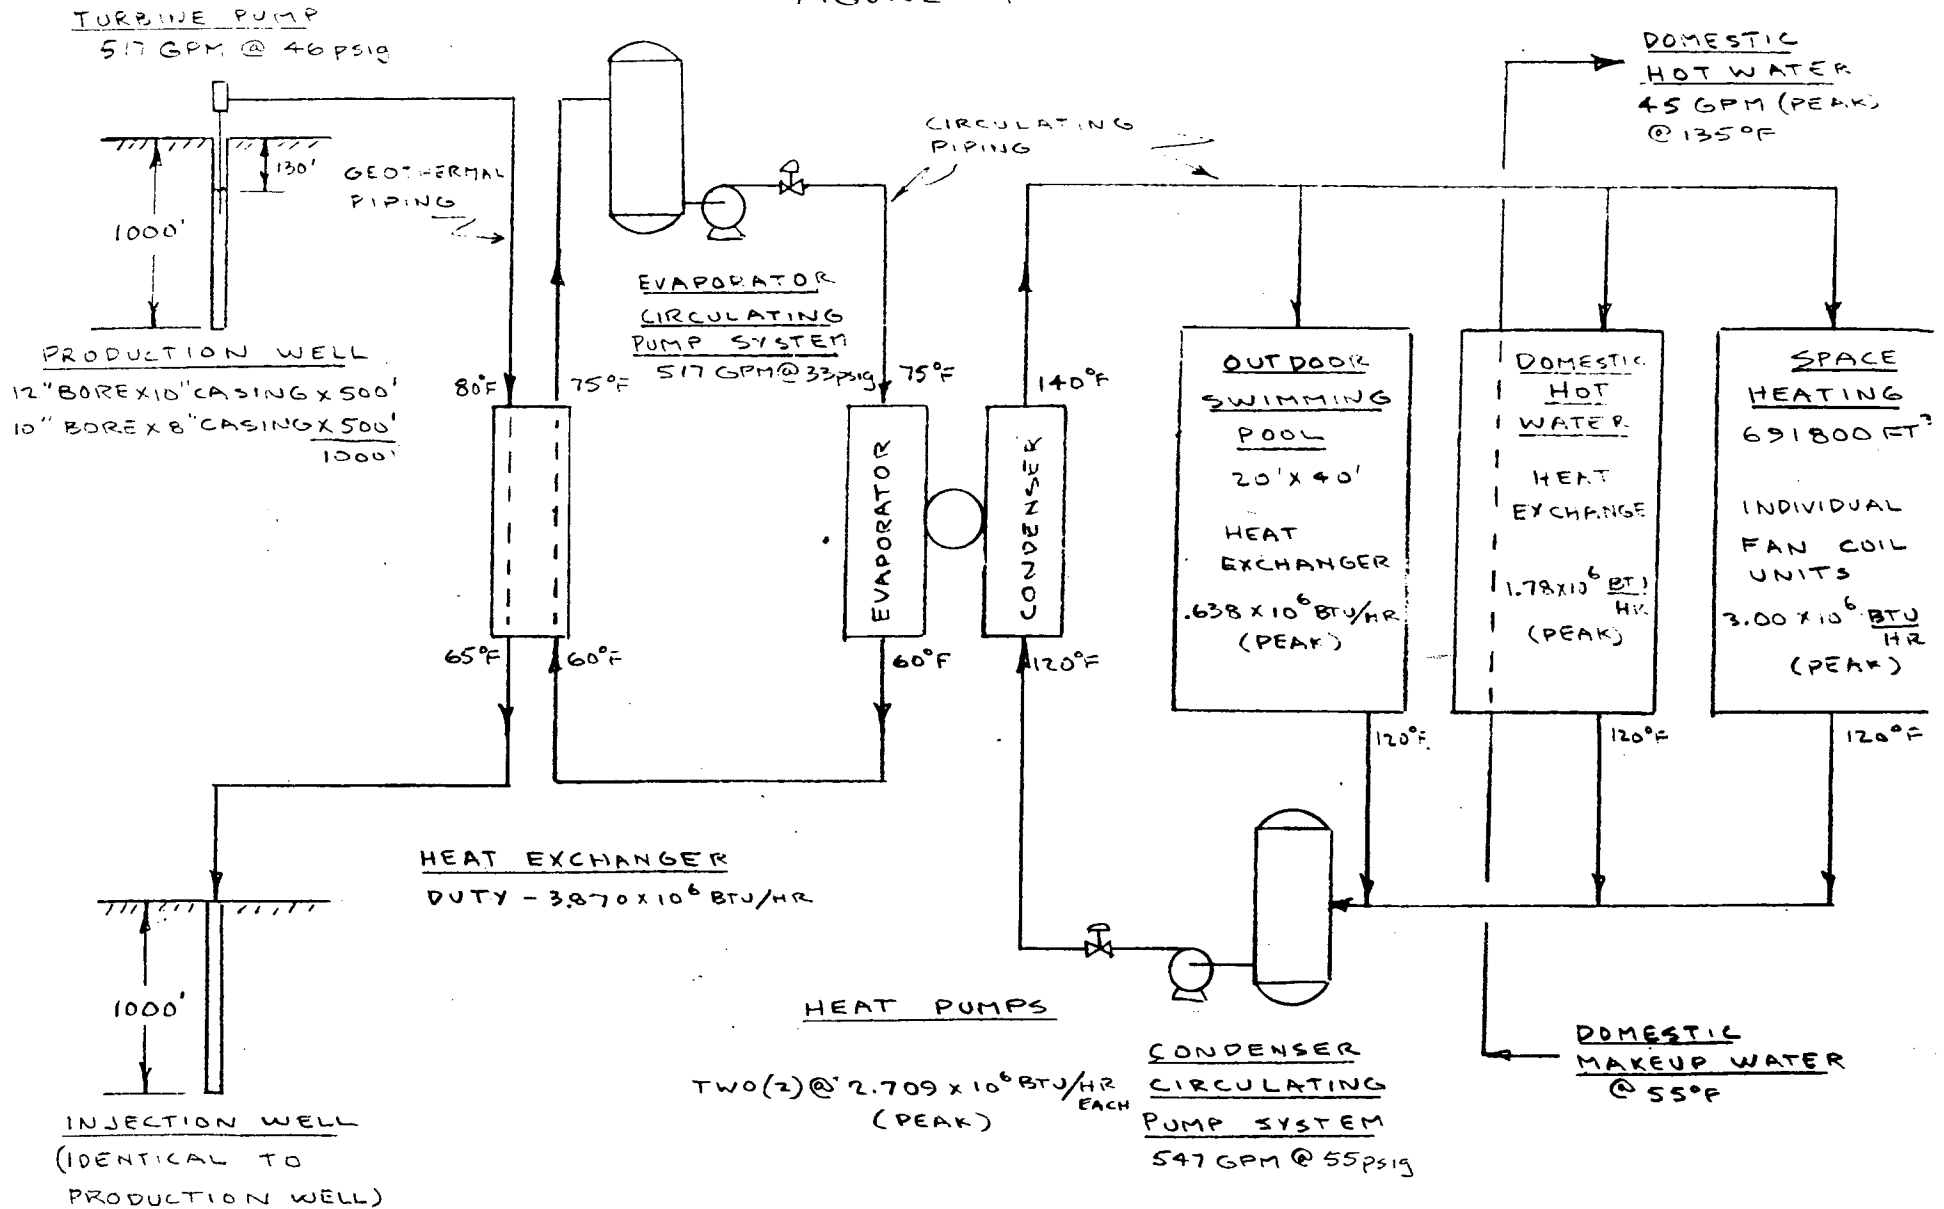 TURBINE PUMP
517 GPM @ 46 psig
130'
1000'
GEOTHERMAL
PIPING
PRODUCTION WELL
12" BORE X 10" CASING X 500'
10" BORE X 8" CASING X 500'
1000'
EVAPORATOR
CIRCULATING
PUMP SYSTEM
517 GPM @ 33 psig
CIRCULATING
PIPING
80°F
75°F
75°F
140°F
EVAPORATOR
CONDENSER
65°F
60°F
60°F
120°F
DOMESTIC
HOT WATER
45 GPM (PEAK)
@ 135°F
OUTDOOR
SWIMMING
POOL
20' X 40'
HEAT
EXCHANGER
.638 X 10⁶ BTU/HR
(PEAK)
DOMESTIC
HOT
WATER
HEAT
EXCHANGE
1.78 X 10⁶ BTU/HR
(PEAK)
SPACE
HEATING
691800 FT³
INDIVIDUAL
FAN COIL
UNITS
3.00 X 10⁶ BTU/HR
(PEAK)
120°F
120°F
120°F
HEAT EXCHANGER
DUTY - 3.870 X 10⁶ BTU/HR
1000'
INJECTION WELL
(IDENTICAL TO
PRODUCTION WELL)
HEAT PUMPS
TWO (2) @ 2.709 X 10⁶ BTU/HR
EACH
(PEAK)
CONDENSER
CIRCULATING
PUMP SYSTEM
547 GPM @ 55 psig
DOMESTIC
MAKEUP WATER
@ 55°F